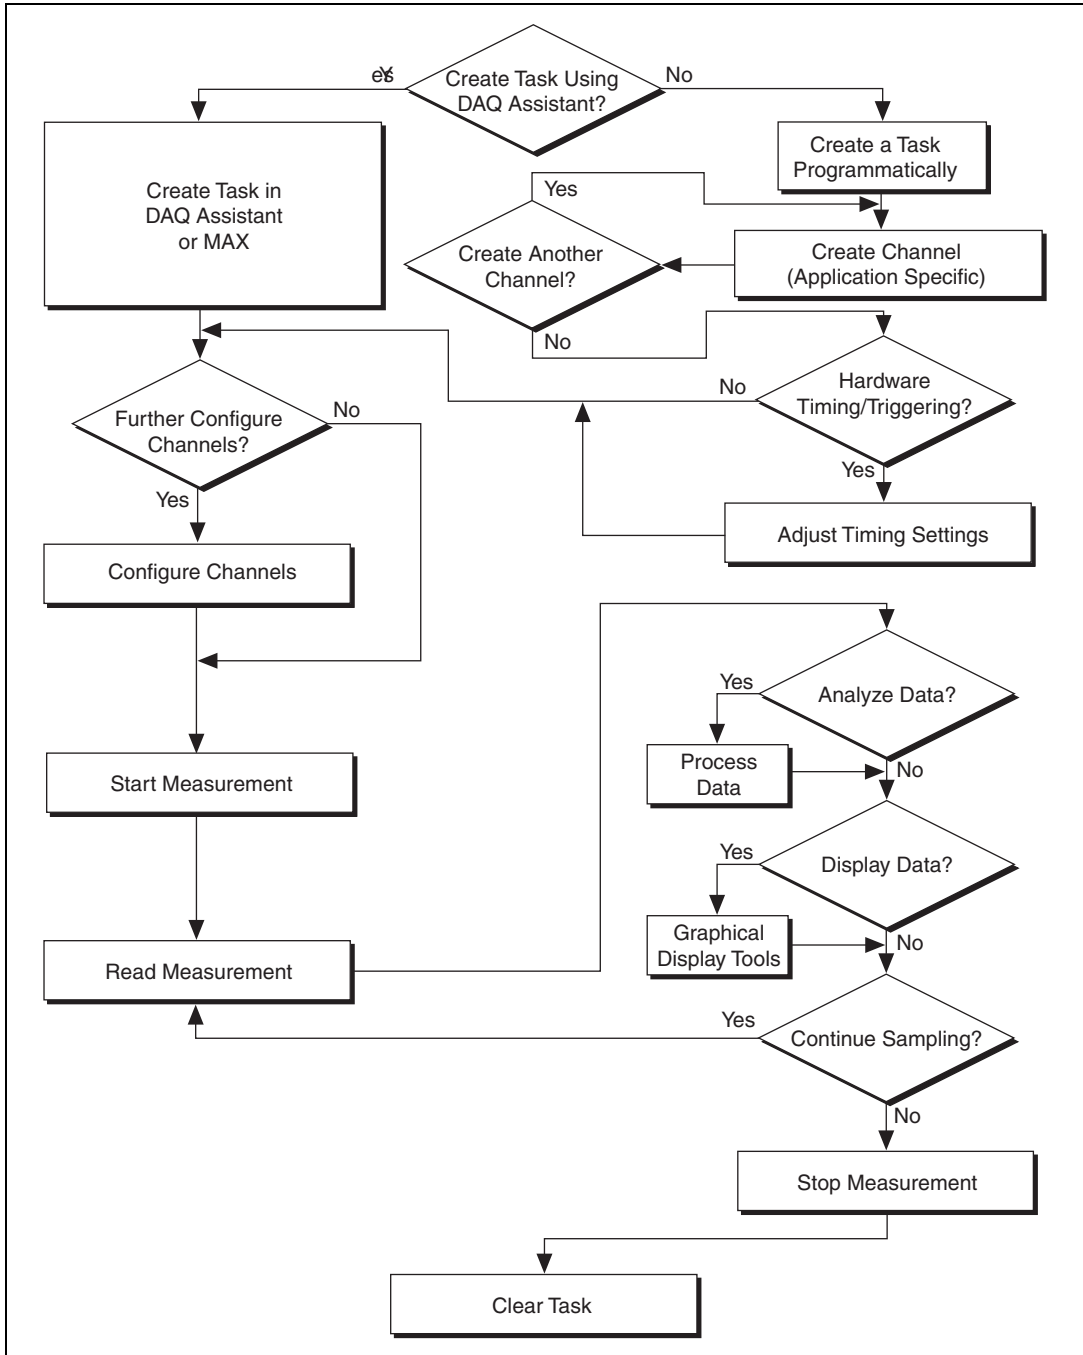 Create Task Using
DAQ Assistant?
Yes
No
Create Task in
DAQ Assistant
or MAX
Create a Task
Programmatically
Yes
Create Another
Channel?
Create Channel
(Application Specific)
No
Hardware
Timing/Triggering?
No
Yes
Further Configure
Channels?
No
Yes
Adjust Timing Settings
Configure Channels
Analyze Data?
Yes
Process
Data
No
Start Measurement
Display Data?
Yes
Graphical
Display Tools
No
Read Measurement
Continue Sampling?
Yes
No
Stop Measurement
Clear Task